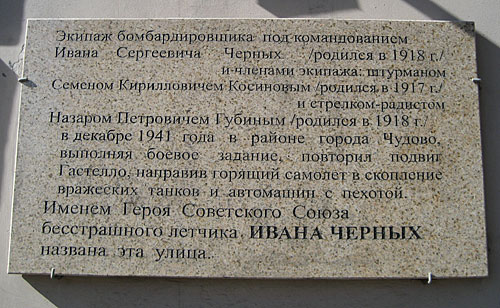 Экипаж бомбардировщика под командованием
Ивана Сергеевича Черных /родился в 1918 г./
и членами экипажа: штурманом
Семеном Кирилловичем Косиновым /родился в 1917 г./
и стрелком-радистом
Назаром Петровичем Губиным /родился в 1918 г./
в декабре 1941 года в районе города Чудово,
выполняя боевое задание, повторил подвиг
Гастелло, направив горящий самолет в скопление
вражеских танков и автомашин с пехотой.
Именем Героя Советского Союза
бесстрашного летчика ИВАНА ЧЕРНЫХ
названа эта улица.